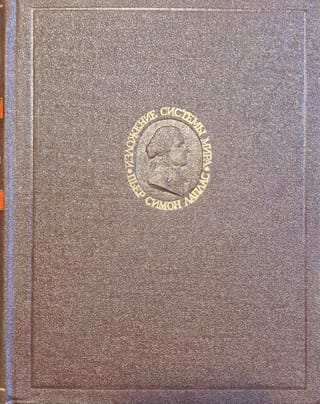 ИЗЛОЖЕНИЕ СИСТЕМЫ МИРА
ПЬЕР СИМОН ЛАПЛАС